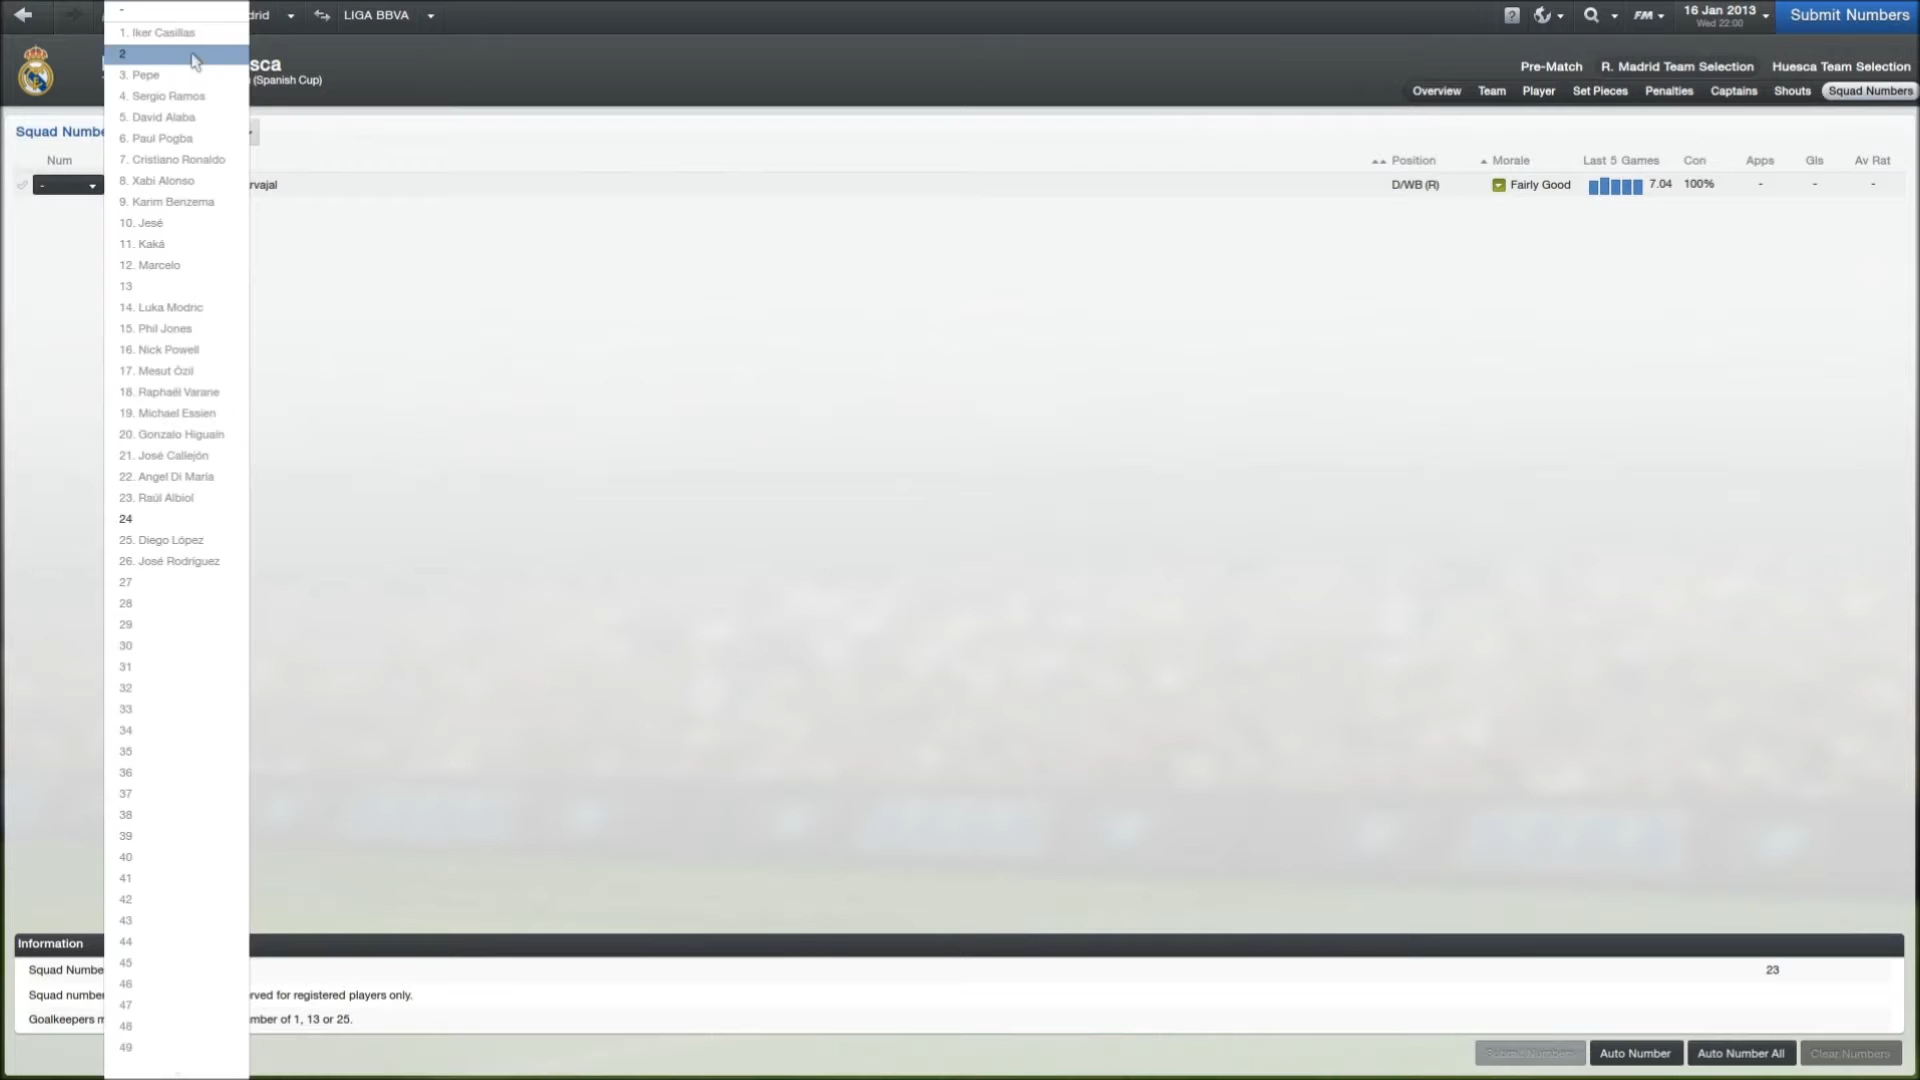 drid
LIGA BBVA
FM
16 Jan 2013
Wed 22:00
Submit Numbers
sca
(Spanish Cup)
Pre-Match
R. Madrid Team Selection
Huesca Team Selection
Overview
Team
Player
Set Pieces
Penalties
Captains
Shouts
Squad Numbers
Squad Numbe
Num
Position
Morale
Last 5 Games
Con
Apps
Gls
Av Rat
-
rvajal
D/WB (R)
Fairly Good
7.04
100%
-
-
-
-
1. Iker Casillas
2
3. Pepe
4. Sergio Ramos
5. David Alaba
6. Paul Pogba
7. Cristiano Ronaldo
8. Xabi Alonso
9. Karim Benzema
10. Jesé
11. Kaká
12. Marcelo
13
14. Luka Modric
15. Phil Jones
16. Nick Powell
17. Mesut Özil
18. Raphaël Varane
19. Michael Essien
20. Gonzalo Higuaín
21. José Callejón
22. Angel Di María
23. Raúl Albiol
24
25. Diego López
26. José Rodríguez
27
28
29
30
31
32
33
34
35
36
37
38
39
40
41
42
43
44
45
46
47
48
49
Information
Squad Numbe
23
Squad number
rved for registered players only.
Goalkeepers m
mber of 1, 13 or 25.
Submit Numbers
Auto Number
Auto Number All
Clear Numbers